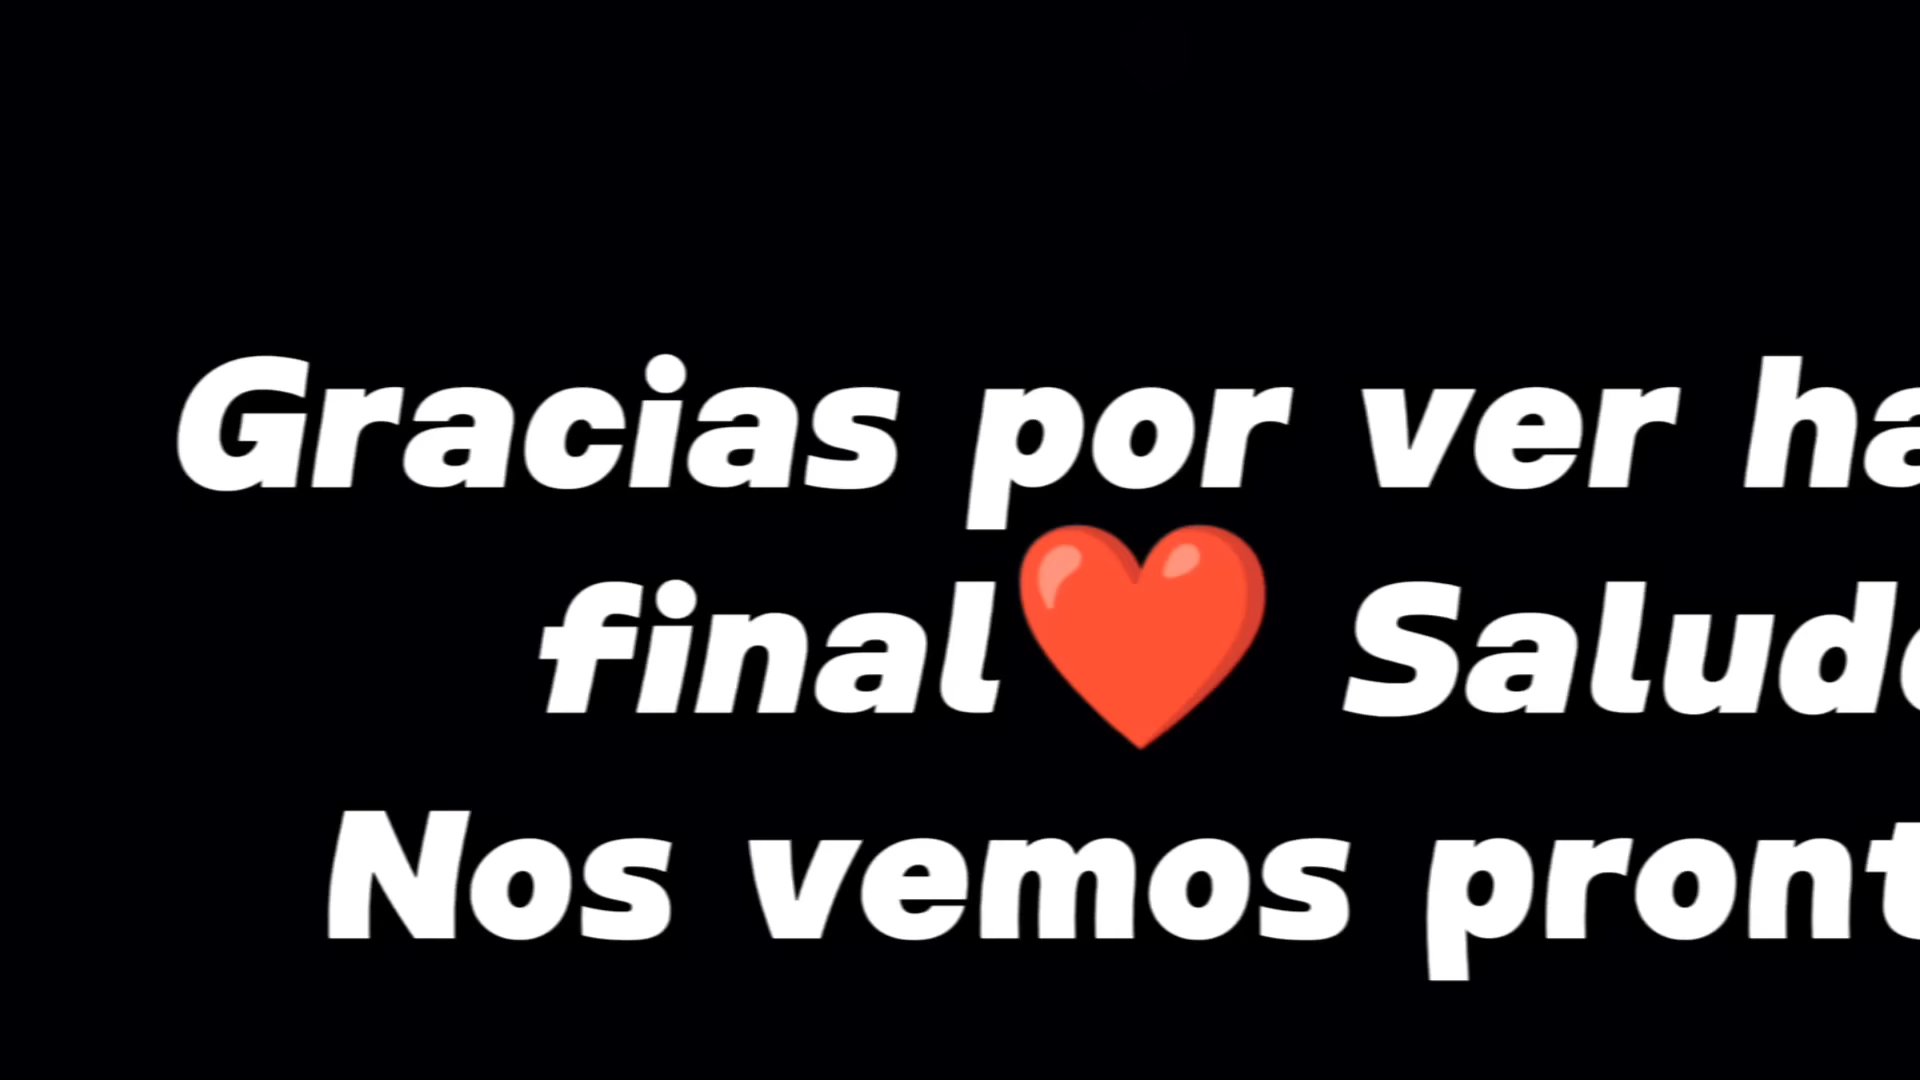 Gracias por ver ha
final❤️ Salud
Nos vemos pront